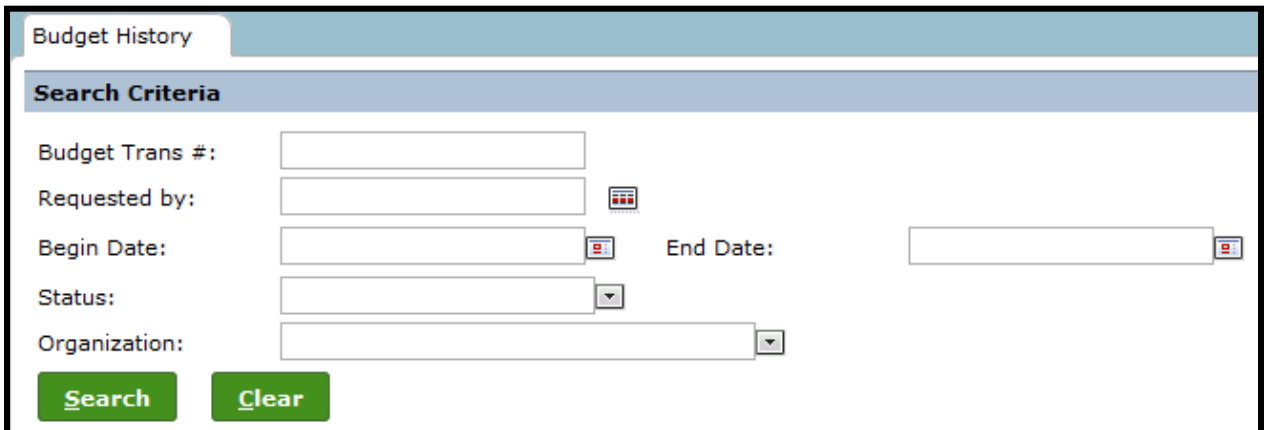 Budget History
Search Criteria
Budget Trans #:
Requested by:
Begin Date: End Date:
Status:
Organization:
Search Clear